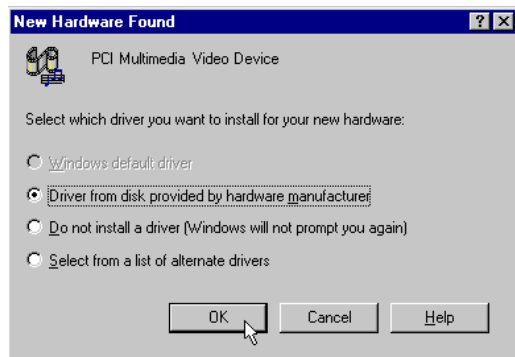 New Hardware Found
PCI Multimedia Video Device
Select which driver you want to install for your new hardware:
Windows default driver
Driver from disk provided by hardware manufacturer
Do not install a driver (Windows will not prompt you again)
Select from a list of alternate drivers
OK
Cancel
Help